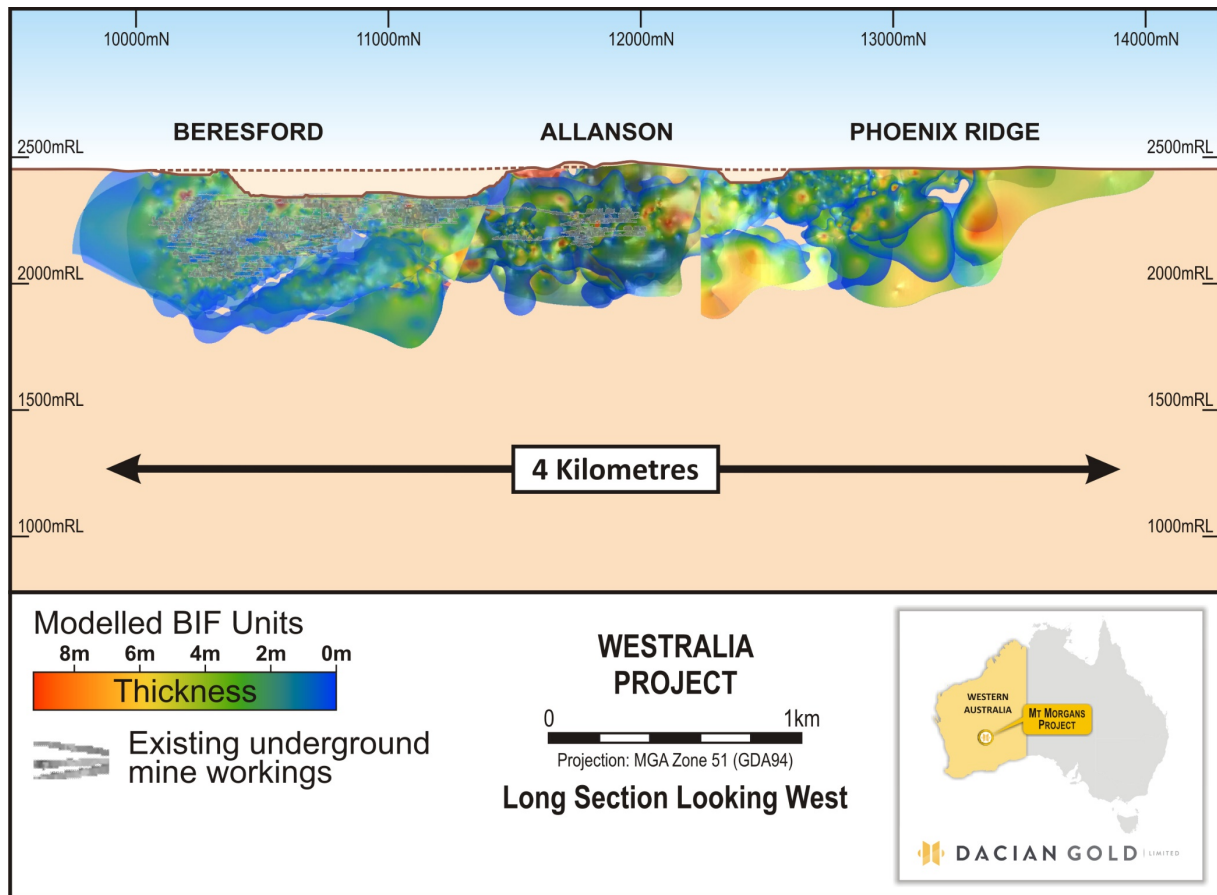 10000mN 11000mN 12000mN 13000mN 14000mN
BERESFORD ALLANSON PHOENIX RIDGE
2500mRL 2500mRL
2000mRL 2000mRL
1500mRL 1500mRL
4 Kilometres
1000mRL 1000mRL
Modelled BIF Units
8m 6m 4m 2m 0m
Thickness
Existing underground
mine workings
WESTRALIA
PROJECT
0 1km
Projection: MGA Zone 51 (GDA94)
Long Section Looking West
WESTERN
AUSTRALIA
MT MORGANS
PROJECT
DACIAN GOLD LIMITED